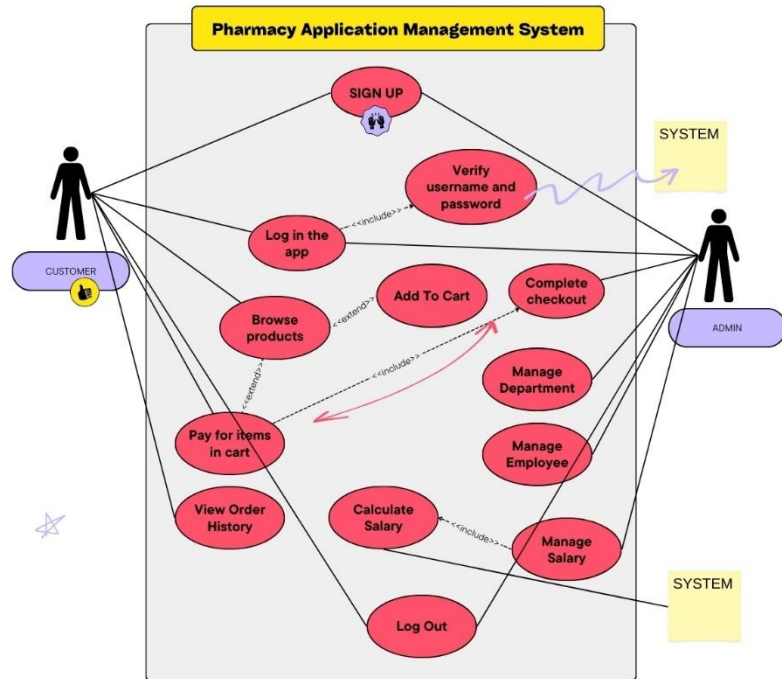 Pharmacy Application Management System
SIGN UP
SYSTEM
Verify
username and
password
<<include>>
Log in the
app
CUSTOMER
Complete
checkout
Add To Cart
<<extend>>
Browse
products
ADMIN
<<include>>
<<extend>>
Manage
Department
Pay for items
in cart
Manage
Employee
View Order
History
Calculate
Salary
<<include>>
Manage
Salary
SYSTEM
Log Out